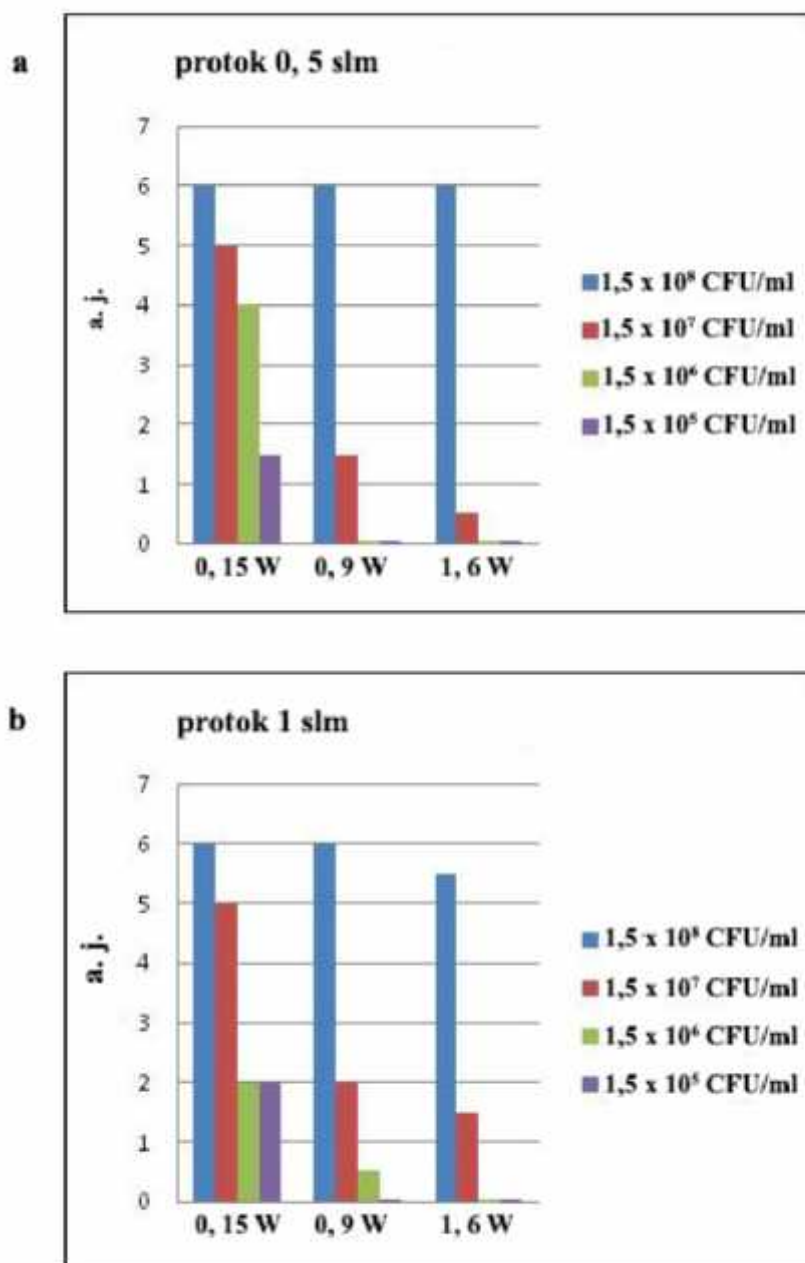 a
protok 0, 5 slm
7
6
5
4
3
2
1
0
a. j.
0, 15 W 0, 9 W 1, 6 W
1,5 x 10⁸ CFU/ml
1,5 x 10⁷ CFU/ml
1,5 x 10⁶ CFU/ml
1,5 x 10⁵ CFU/ml
b
protok 1 slm
7
6
5
4
3
2
1
0
a. j.
0, 15 W 0, 9 W 1, 6 W
1,5 x 10⁸ CFU/ml
1,5 x 10⁷ CFU/ml
1,5 x 10⁶ CFU/ml
1,5 x 10⁵ CFU/ml